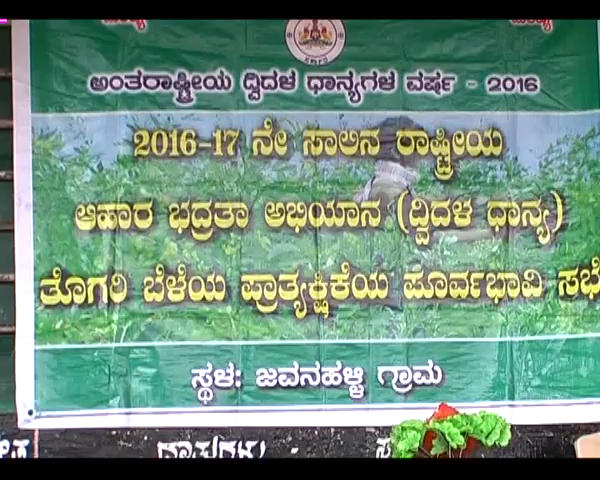 ಅಂತರಾಷ್ಟ್ರೀಯ ದ್ವಿದಳ ಧಾನ್ಯಗಳ ವರ್ಷ - 2016
2016-17 ನೇ ಸಾಲಿನ ರಾಷ್ಟ್ರೀಯ
ಆಹಾರ ಭದ್ರತಾ ಅಭಿಯಾನ (ದ್ವಿದಳ ಧಾನ್ಯ)
ತೊಗರಿ ಬೆಳೆಯ ಪ್ರಾತ್ಯಕ್ಷಿಕೆಯ ಪೂರ್ವಭಾವಿ ಸಭೆ
ಸ್ಥಳ: ಜವನಹಳ್ಳಿ ಗ್ರಾಮ